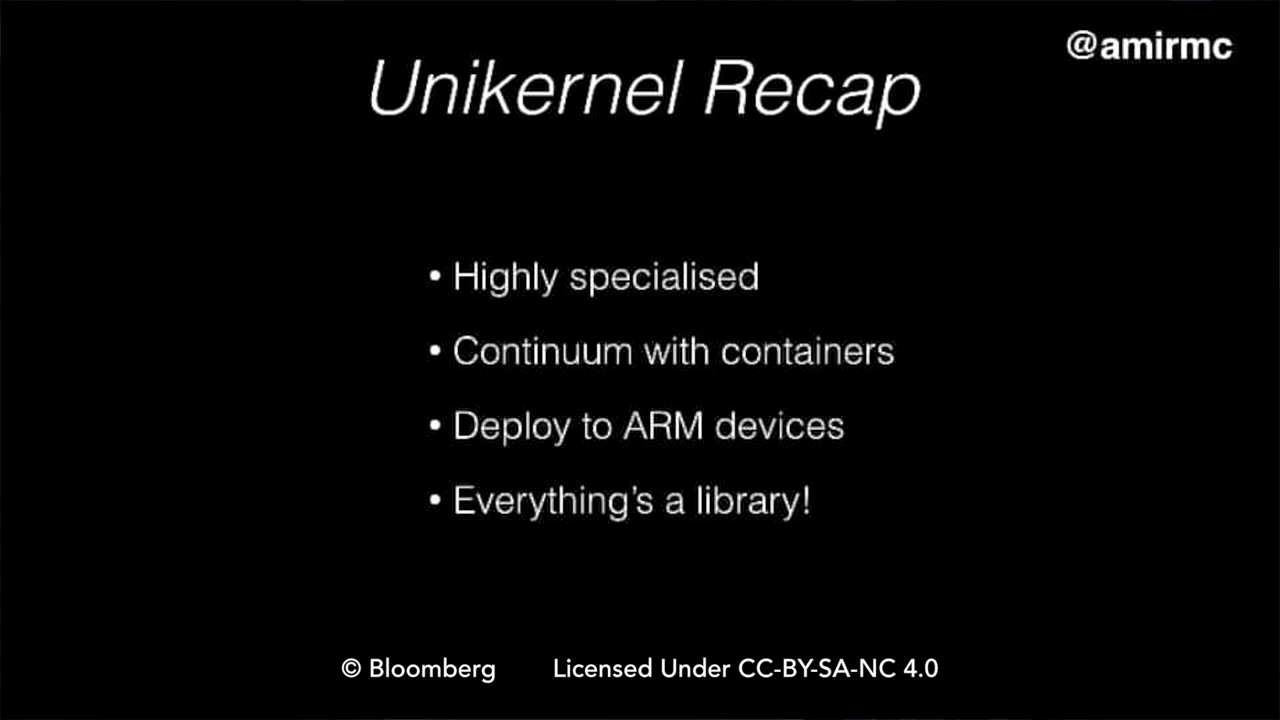 @amirmc
Unikernel Recap
• Highly specialised
• Continuum with containers
• Deploy to ARM devices
• Everything’s a library!
© Bloomberg Licensed Under CC-BY-SA-NC 4.0